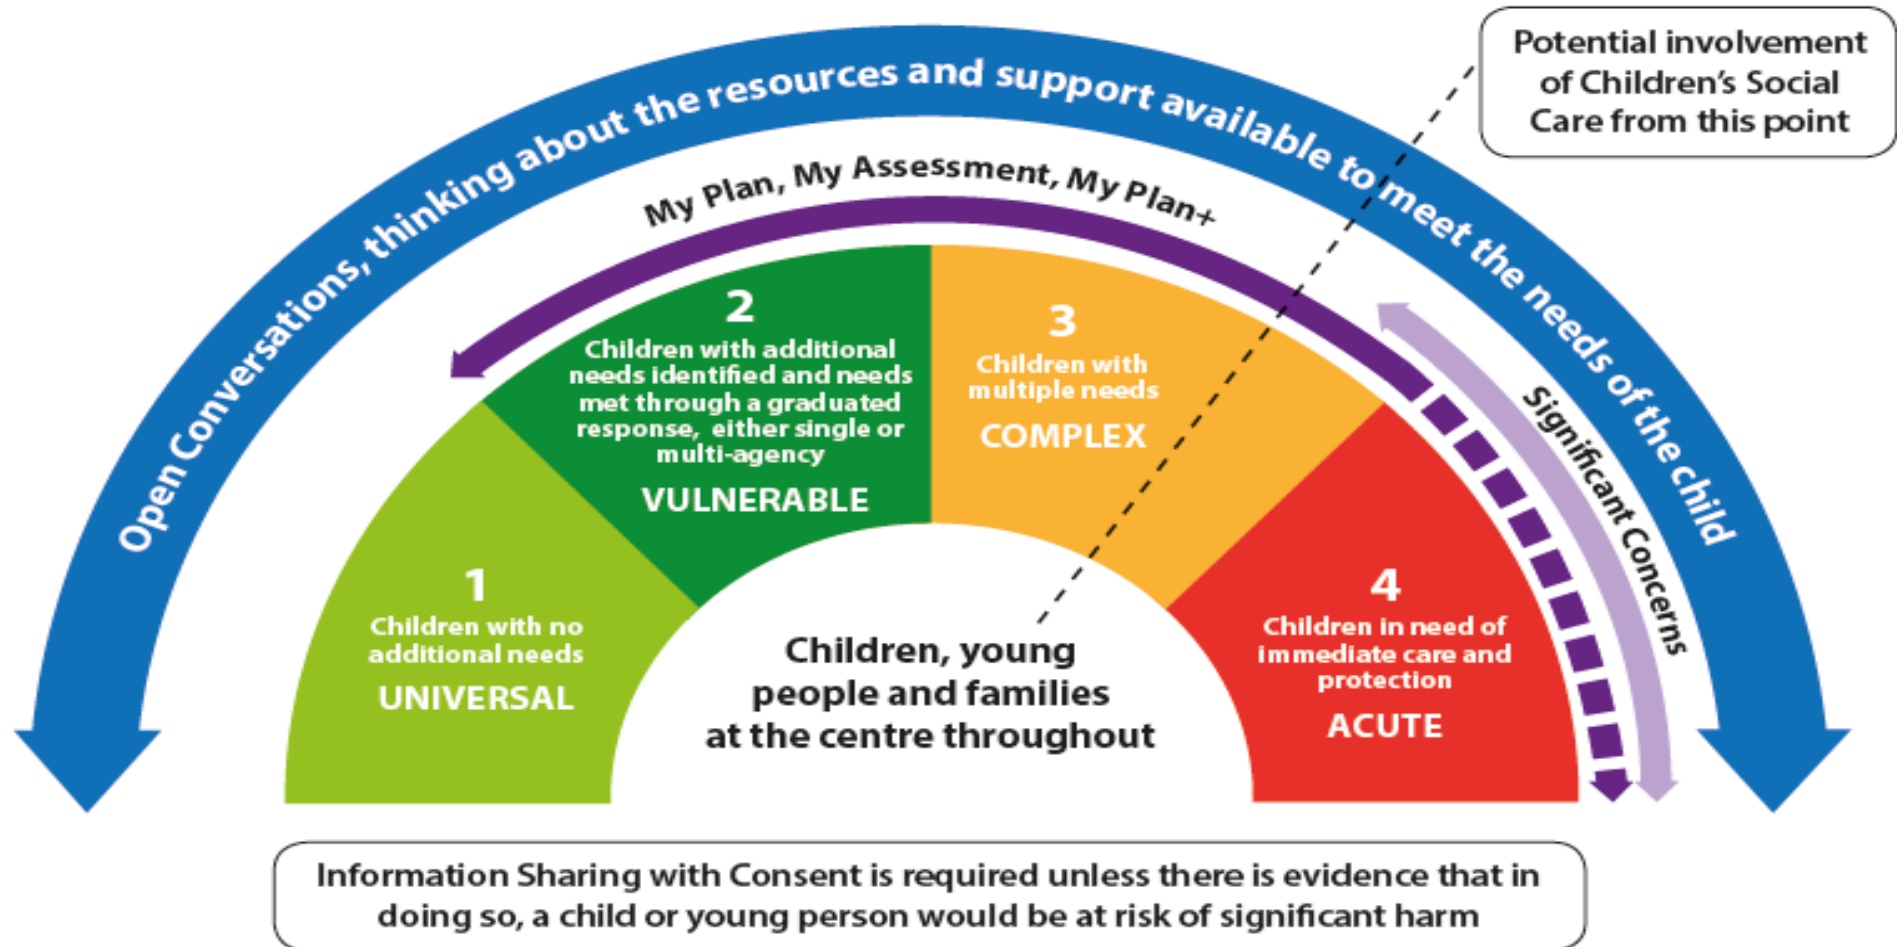 Potential involvement
of Children's Social
Care from this point
Open Conversations, thinking about the resources and support available to meet the needs of the child
My Plan, My Assessment, My Plan+
Significant Concerns
1
Children with no
additional needs
UNIVERSAL
2
Children with additional
needs identified and needs
met through a graduated
response, either single or
multi-agency
VULNERABLE
3
Children with
multiple needs
COMPLEX
4
Children in need of
immediate care and
protection
ACUTE
Children, young
people and families
at the centre throughout
Information Sharing with Consent is required unless there is evidence that in
doing so, a child or young person would be at risk of significant harm